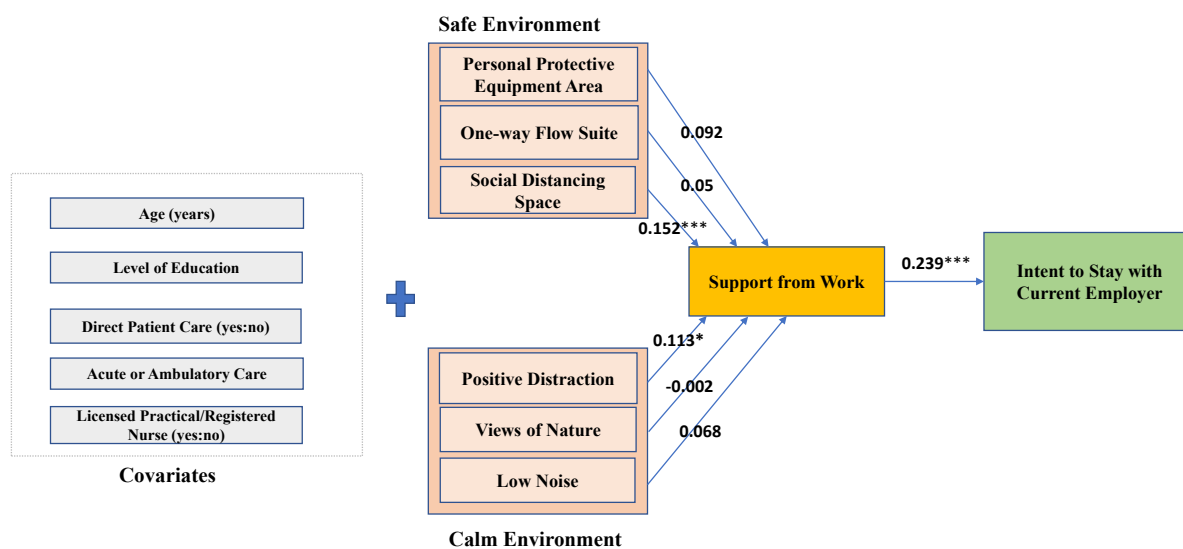 Safe Environment
Personal Protective
Equipment Area
One-way Flow Suite
Social Distancing
Space
0.092
0.05
0.152***
Age (years)
Level of Education
Direct Patient Care (yes:no)
Acute or Ambulatory Care
Licensed Practical/Registered
Nurse (yes:no)
Covariates
Support from Work
0.239***
Intent to Stay with
Current Employer
Positive Distraction
Views of Nature
Low Noise
0.113*
-0.002
0.068
Calm Environment